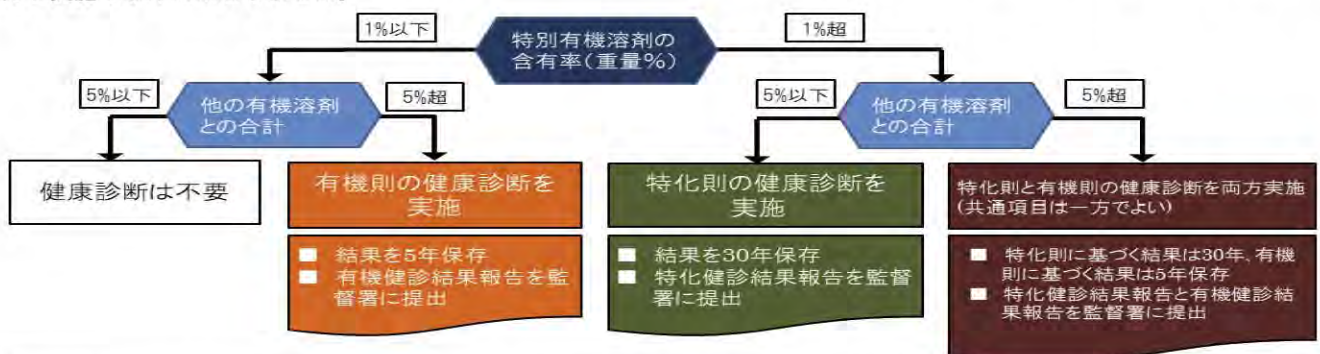 特別有機溶剤の
含有率(重量%)
1%以下
1%超
他の有機溶剤
との合計
5%以下
5%超
他の有機溶剤
との合計
5%以下
5%超
健康診断は不要
有機則の健康診断を
実施
■ 結果を5年保存
■ 有機健診結果報告を監
督署に提出
特化則の健康診断を
実施
■ 結果を30年保存
■ 特化健診結果報告を監督
署に提出
特化則と有機則の健康診断を両方実施
(共通項目は一方でよい)
■ 特化則に基づく結果は30年、有機
則に基づく結果は5年保存
■ 特化健診結果報告と有機健診結
果報告を監督署に提出